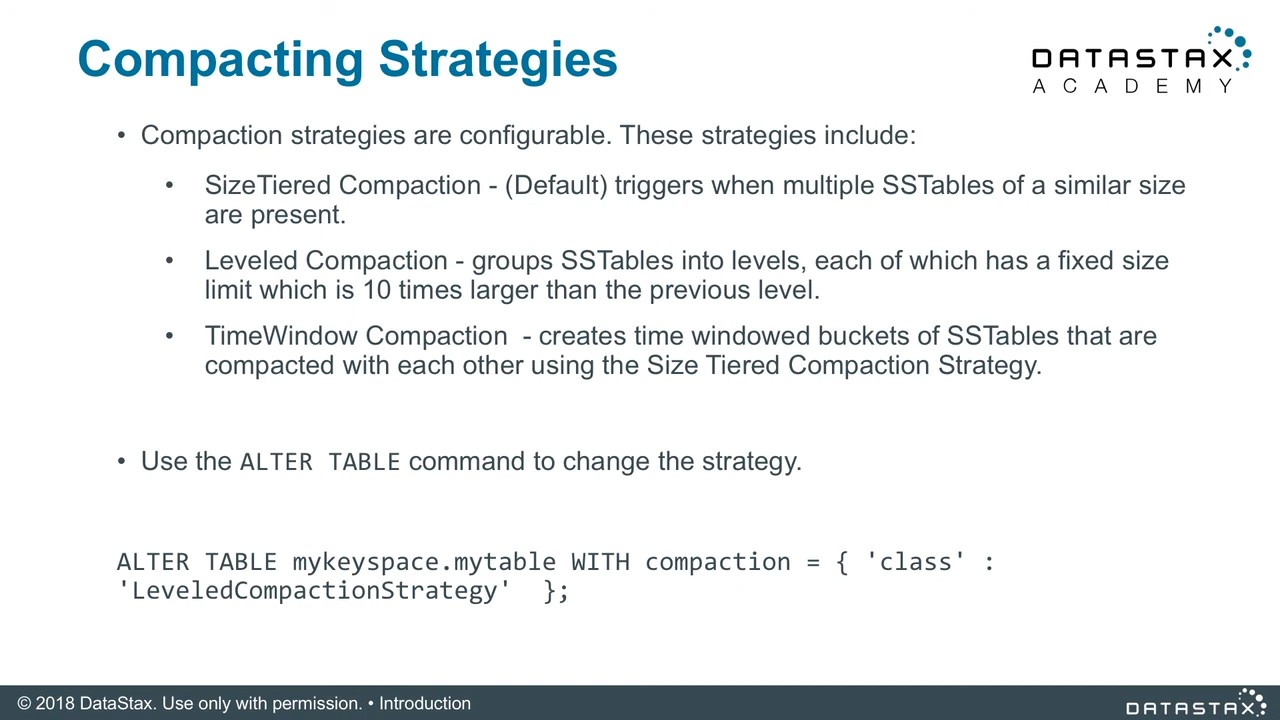 Compacting Strategies
DATASTAX
ACADEMY
• Compaction strategies are configurable. These strategies include:
• SizeTiered Compaction - (Default) triggers when multiple SSTables of a similar size
are present.
• Leveled Compaction - groups SSTables into levels, each of which has a fixed size
limit which is 10 times larger than the previous level.
• TimeWindow Compaction  - creates time windowed buckets of SSTables that are
compacted with each other using the Size Tiered Compaction Strategy.
• Use the ALTER TABLE command to change the strategy.
ALTER TABLE mykeyspace.mytable WITH compaction = { 'class' :
'LeveledCompactionStrategy'  };
© 2018 DataStax. Use only with permission. • Introduction
DATASTAX